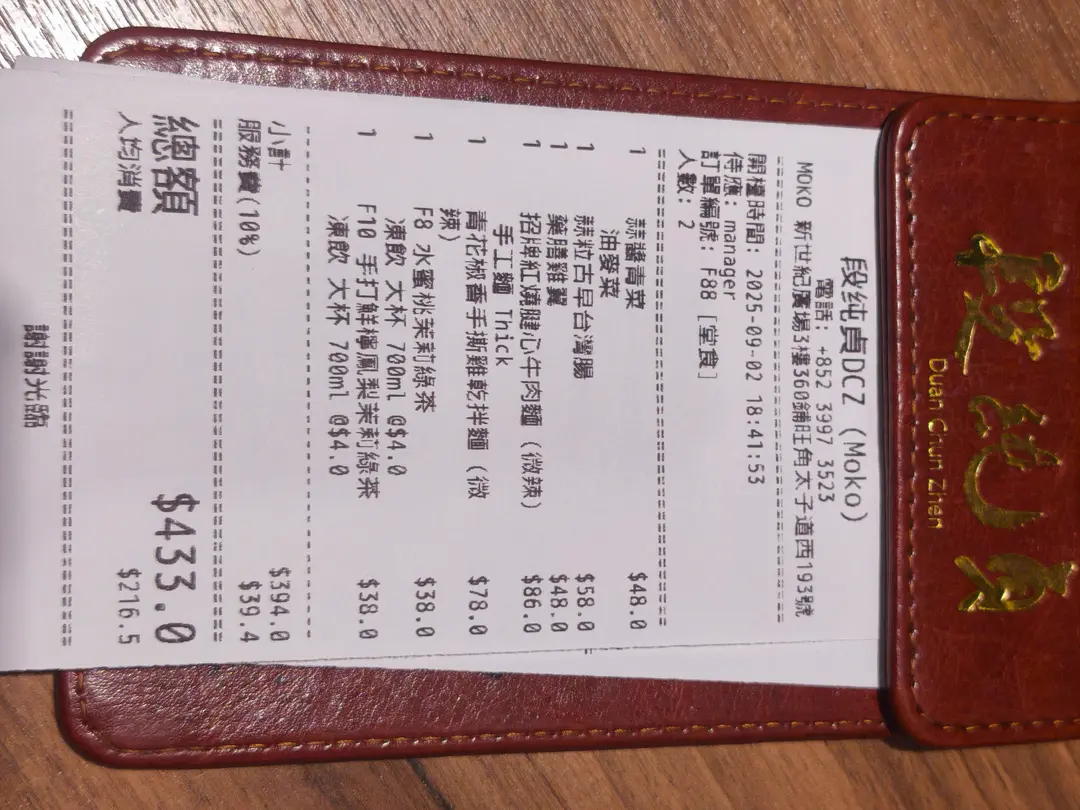 段纯貞
Duan Chun Zhen
段純貞DCZ (Moko)
電話: +852 3997 3523
MOKO 新世紀廣場3樓360鋪旺角太子道西193號
開檯時間: 2025-09-02 18:41:53
侍應: manager
訂單編號: F88 [堂食]
人數: 2
1 蒜醬青菜 $48.0
油麥菜
1 蒜粒古早台灣腸 $58.0
1 藥膳雞翼 $48.0
1 招牌紅燒腱心牛肉麵 (微辣) $86.0
手工麵 Thick
1 青花椒香手撕雞乾拌麵 (微辣) $78.0
1 F8 水蜜桃茉莉綠茶 $38.0
凍飲 大杯 700ml @$4.0
1 F10 手打鮮檸鳳梨茉莉綠茶 $38.0
凍飲 大杯 700ml @$4.0
小計 $394.0
服務費(10%) $39.4
總額 $433.0
人均消費 $216.5
謝謝光臨